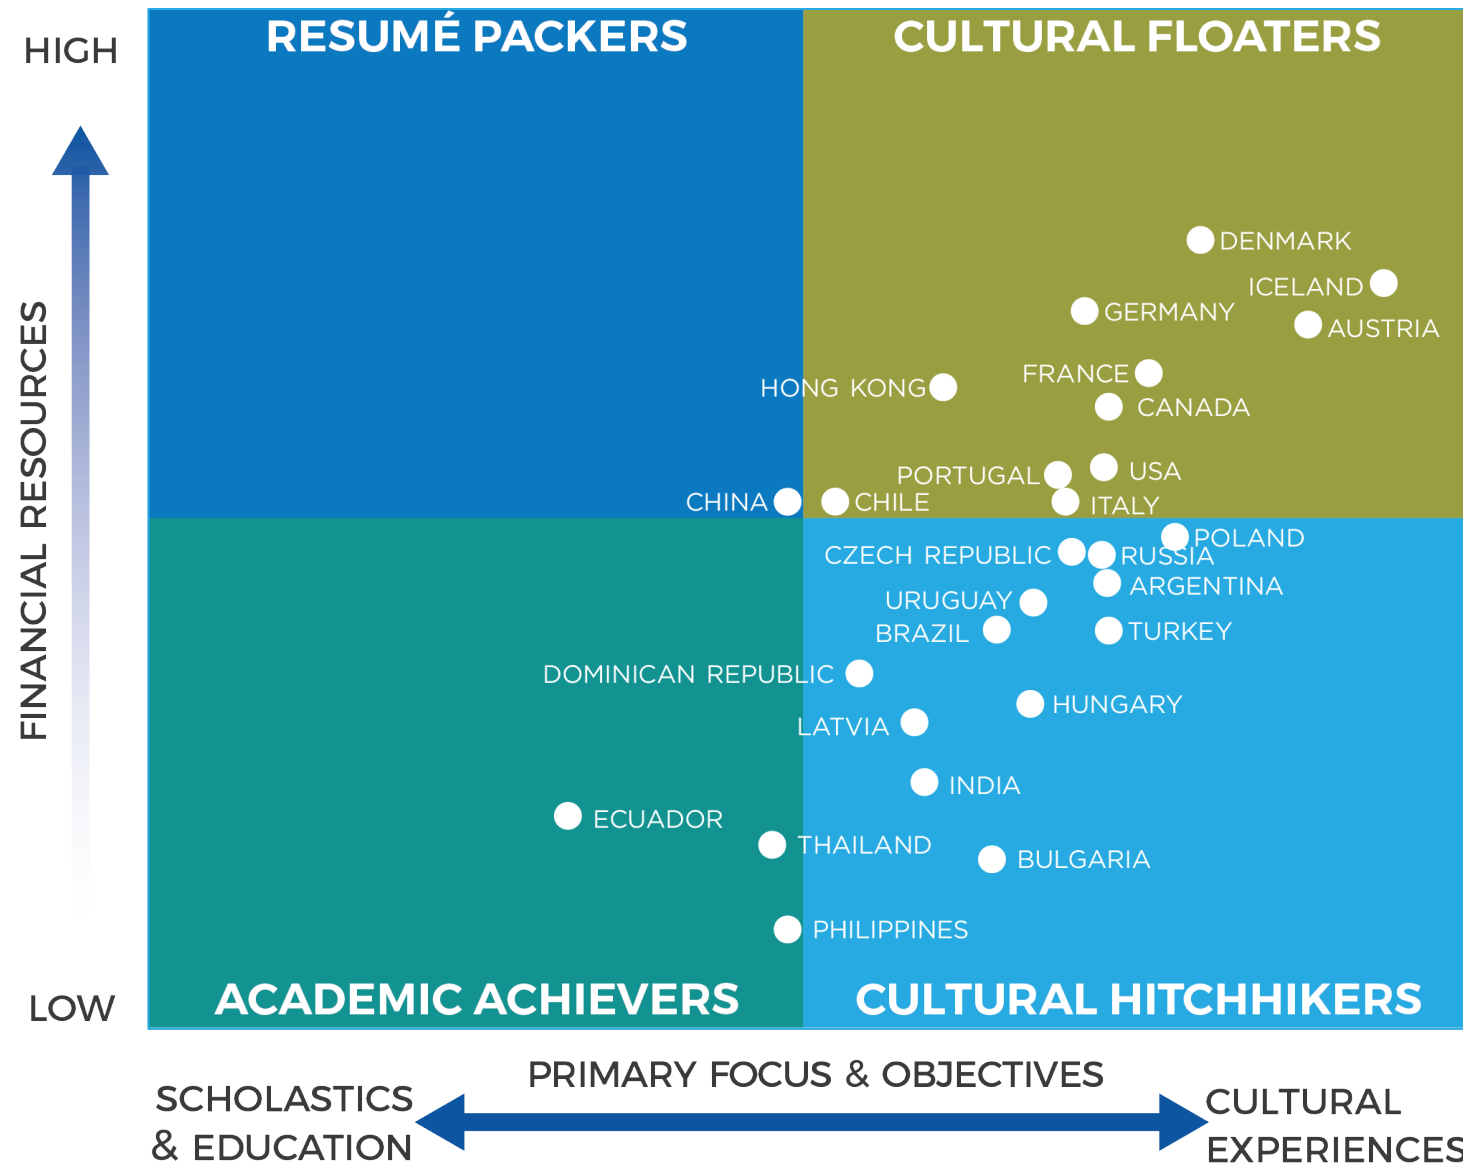 RESUMÉ PACKERS
CULTURAL FLOATERS
HIGH
DENMARK
ICELAND
GERMANY
AUSTRIA
FRANCE
HONG KONG
CANADA
USA
PORTUGAL
CHINA
CHILE
ITALY
POLAND
CZECH REPUBLIC
RUSSIA
ARGENTINA
URUGUAY
BRAZIL
TURKEY
DOMINICAN REPUBLIC
HUNGARY
LATVIA
INDIA
ECUADOR
THAILAND
BULGARIA
PHILIPPINES
FINANCIAL RESOURCES
ACADEMIC ACHIEVERS
CULTURAL HITCHHIKERS
LOW
PRIMARY FOCUS & OBJECTIVES
SCHOLASTICS
& EDUCATION
CULTURAL
EXPERIENCES